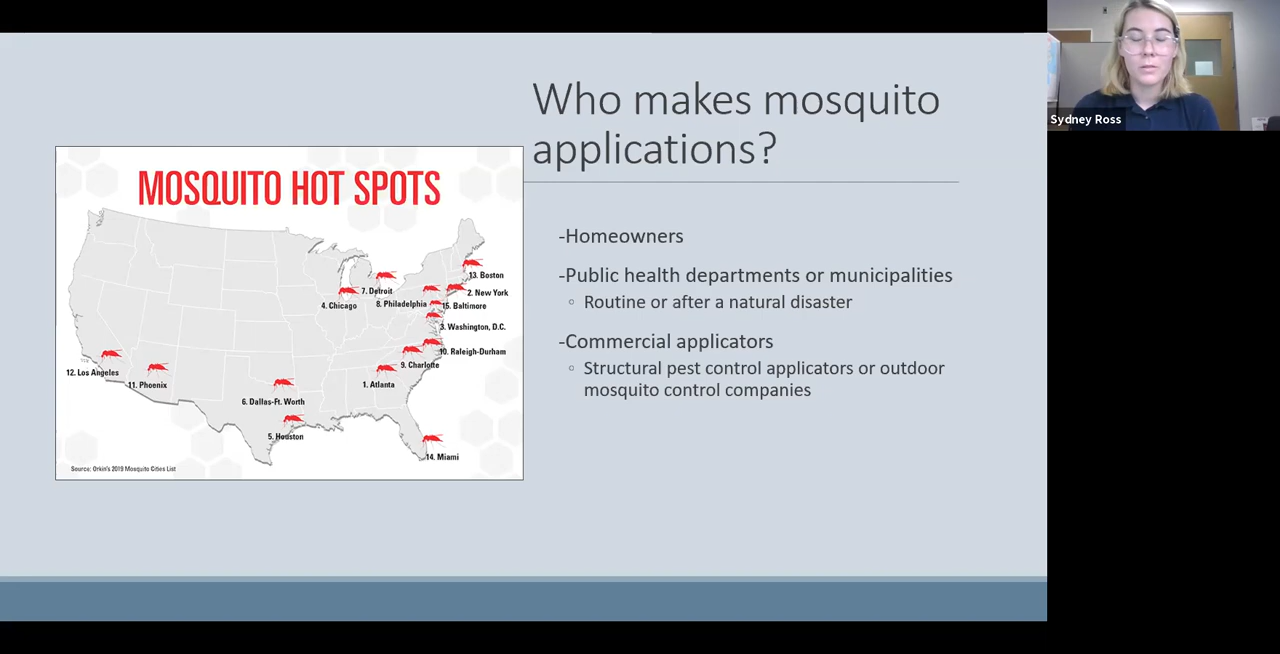 Who makes mosquito
applications?
MOSQUITO HOT SPOTS
13. Boston
7. Detroit
2. New York
4. Chicago
8. Philadelphia
15. Baltimore
3. Washington, D.C.
10. Raleigh-Durham
9. Charlotte
12. Los Angeles
11. Phoenix
1. Atlanta
6. Dallas-Ft. Worth
5. Houston
14. Miami
Source: Orkin's 2019 Mosquito Cities List
-Homeowners
-Public health departments or municipalities
◦ Routine or after a natural disaster
-Commercial applicators
◦ Structural pest control applicators or outdoor
mosquito control companies
Sydney Ross